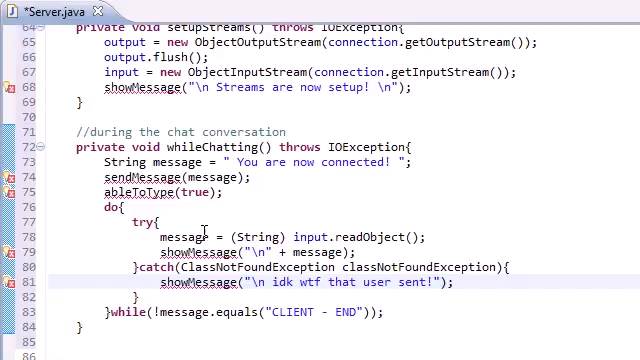 *Server.java
64 private void setupStreams() throws IOException{
65 output = new ObjectOutputStream(connection.getOutputStream());
66 output.flush();
67 input = new ObjectInputStream(connection.getInputStream());
68 showMessage("\n Streams are now setup! \n");
69 }
70
71 //during the chat conversation
72 private void whileChatting() throws IOException{
73 String message = " You are now connected! ";
74 sendMessage(message);
75 ableToType(true);
76 do{
77 try{
78 message = (String) input.readObject();
79 showMessage("\n" + message);
80 }catch(ClassNotFoundException classNotFoundException){
81 showMessage("\n idk wtf that user sent!");
82 }
83 }while(!message.equals("CLIENT - END"));
84 }
85
86